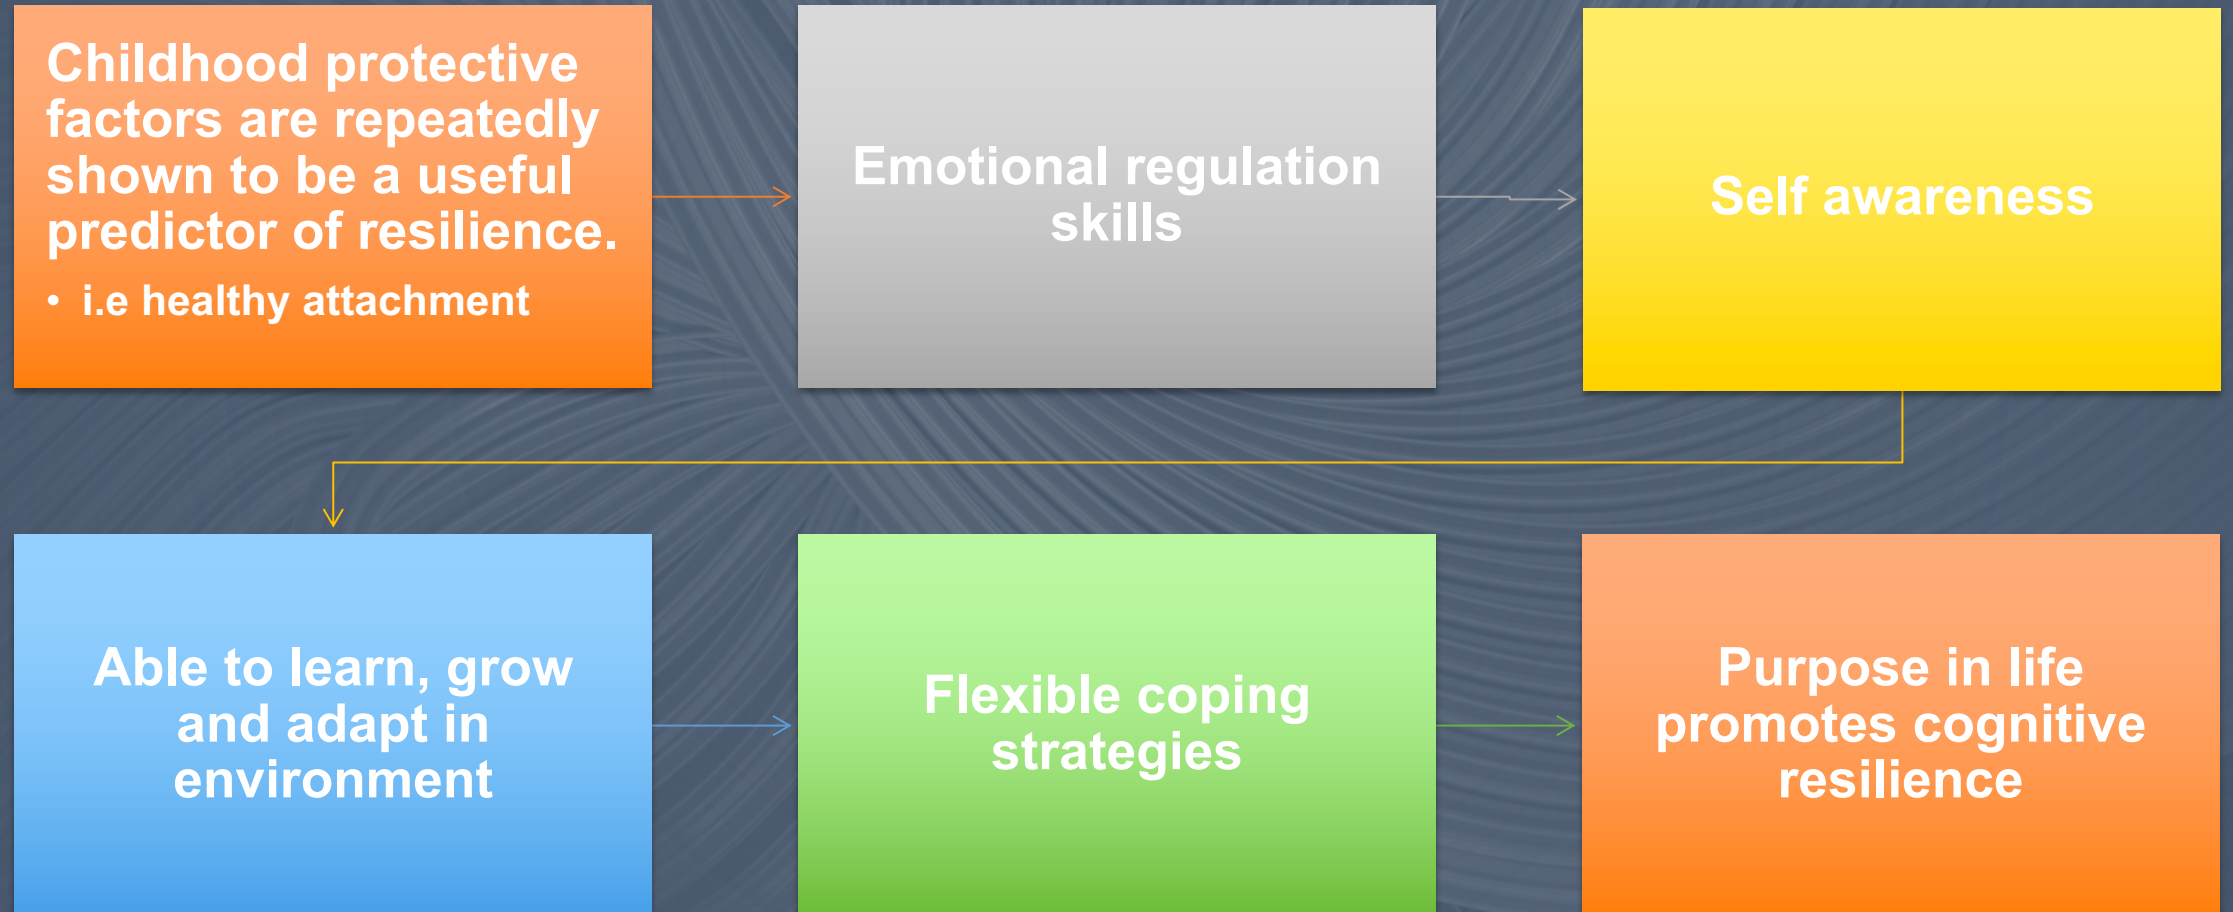 Childhood protective
factors are repeatedly
shown to be a useful
predictor of resilience.
• i.e healthy attachment
Emotional regulation
skills
Self awareness
Able to learn, grow
and adapt in
environment
Flexible coping
strategies
Purpose in life
promotes cognitive
resilience